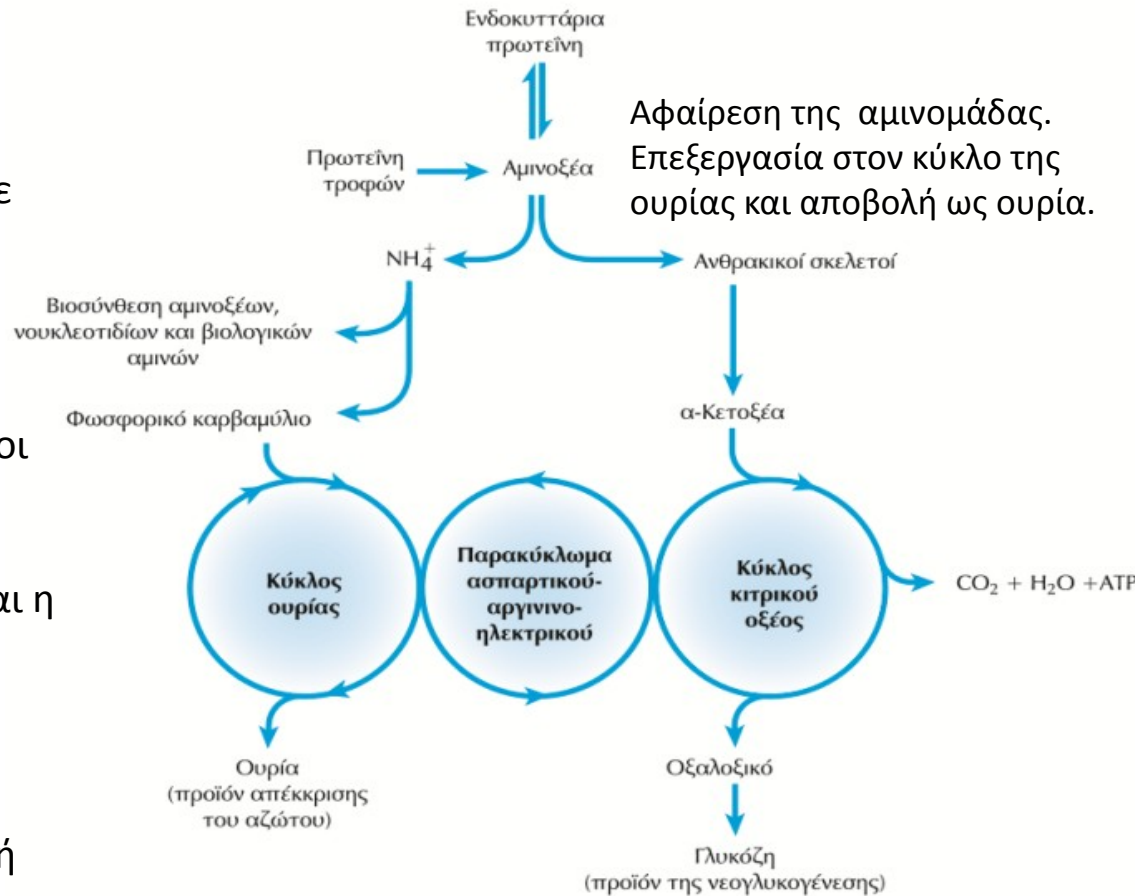 Ενδοκυττάρια
πρωτεΐνη
Αφαίρεση της αμινομάδας.
Επεξεργασία στον κύκλο της
ουρίας και αποβολή ως ουρία.
Πρωτεΐνη
τροφών
Αμινοξέα
ε
NH₄⁺
Ανθρακικοί σκελετοί
Βιοσύνθεση αμινοξέων,
νουκλεοτιδίων και βιολογικών
αμινών
Φωσφορικό καρβαμύλιο
α-Κετοξέα
οι
Κύκλος
ουρίας
Παρακύκλωμα
ασπαρτικού-
αργινινο-
ηλεκτρικού
Κύκλος
κιτρικού
οξέος
CO₂ + H₂O +ATP
αι η
Ουρία
(προϊόν απέκκρισης
του αζώτου)
Οξαλοξικό
ή
Γλυκόζη
(προϊόν της νεογλυκογένεσης)